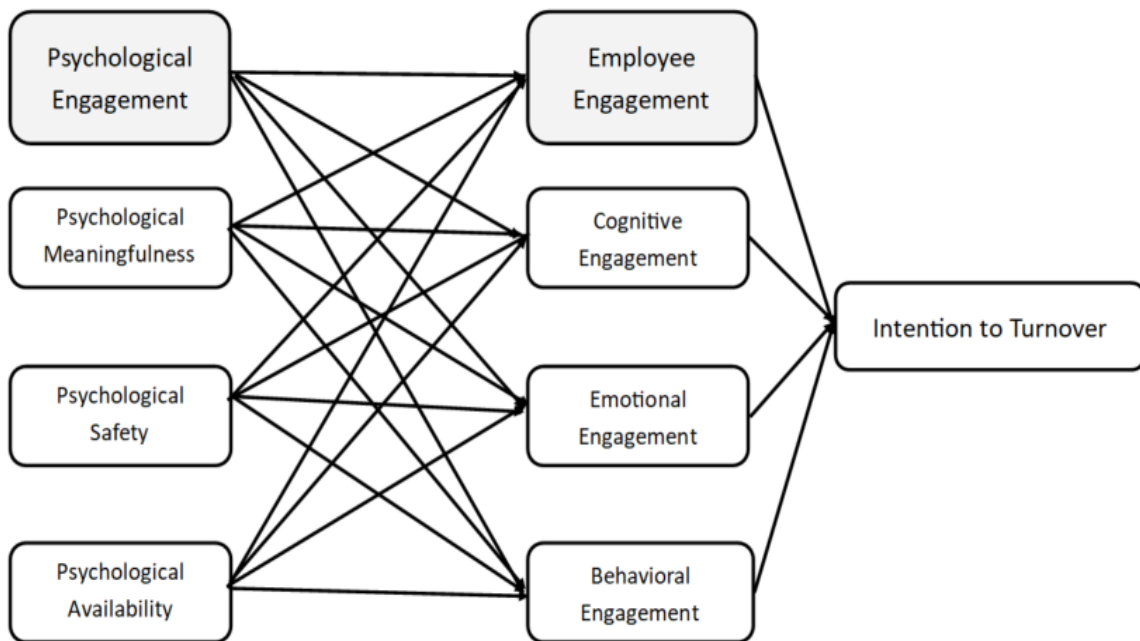 Psychological
Engagement
Employee
Engagement
Psychological
Meaningfulness
Cognitive
Engagement
Intention to Turnover
Psychological
Safety
Emotional
Engagement
Psychological
Availability
Behavioral
Engagement